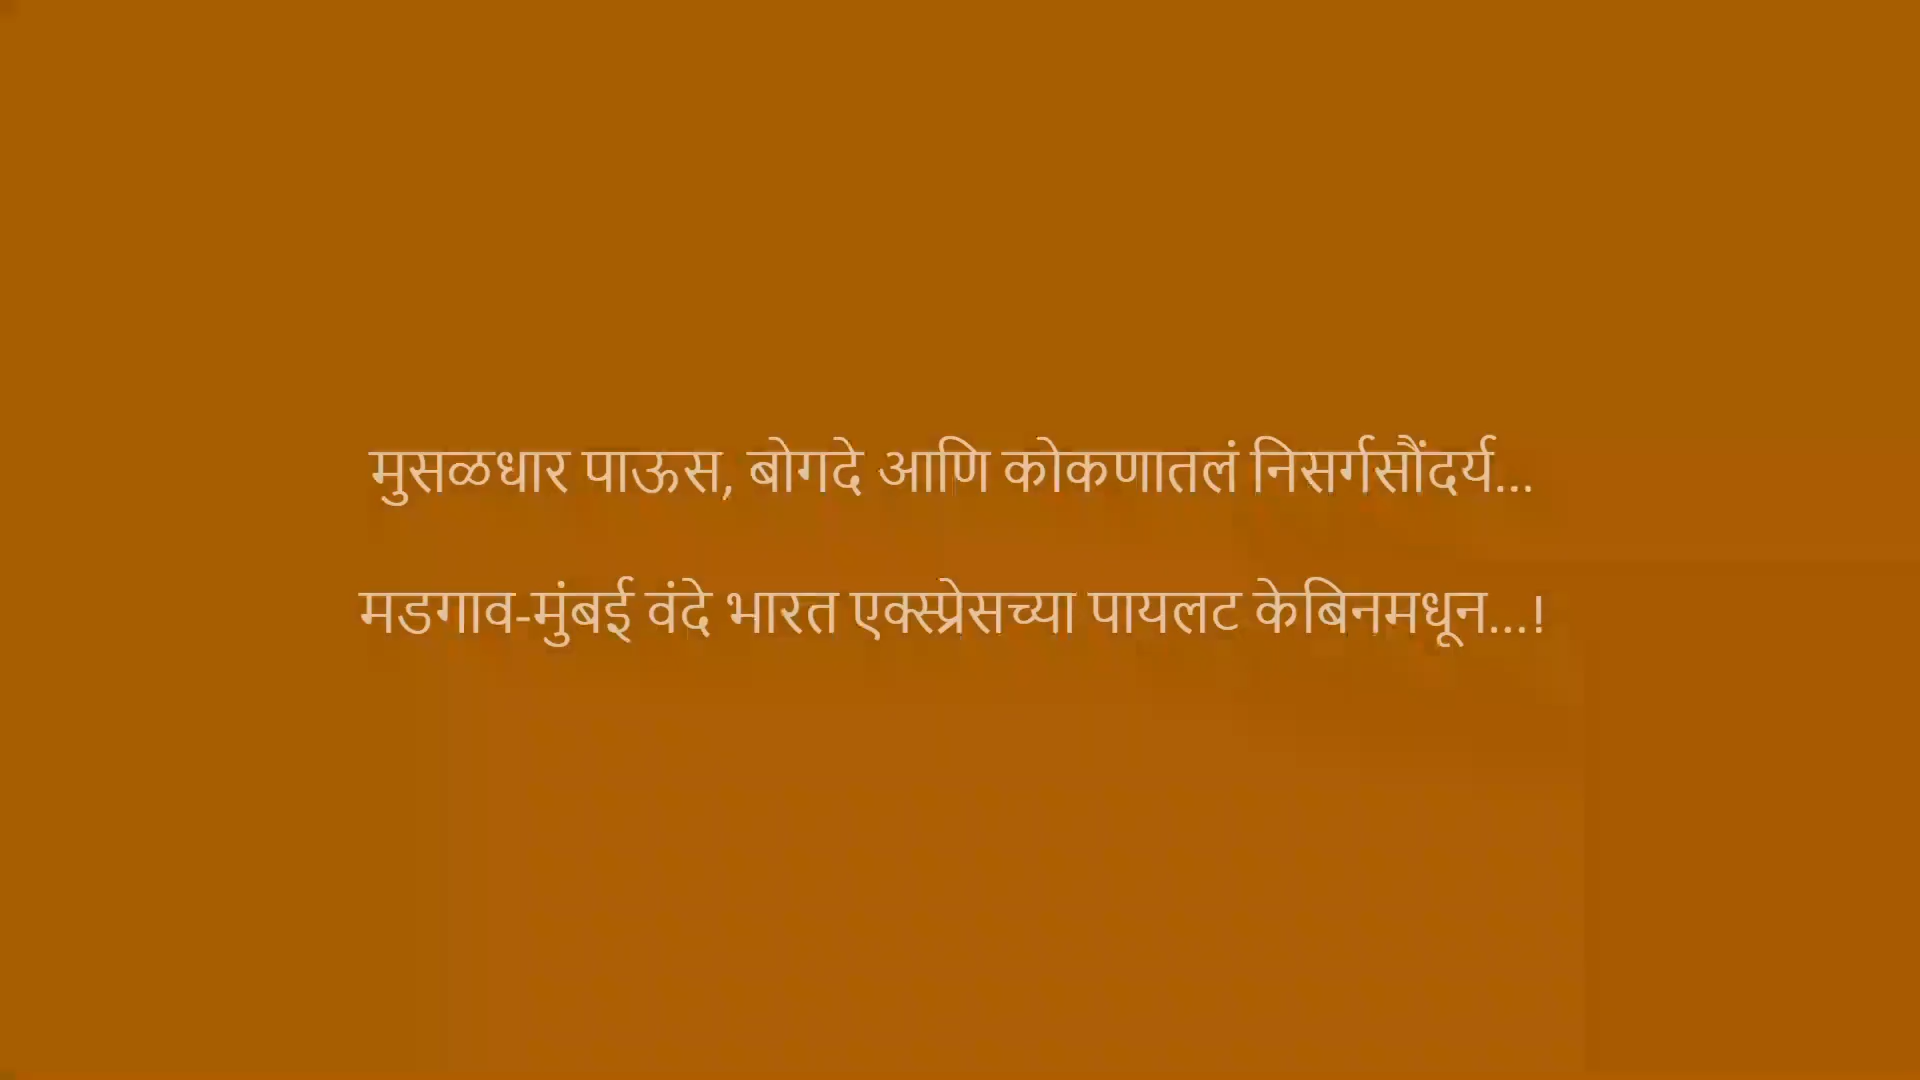 मुसळधार पाऊस, बोगदे आणि कोकणातलं निसर्गसौंदर्य...
मडगाव-मुंबई वंदे भारत एक्स्प्रेसच्या पायलट केबिनमधून...!